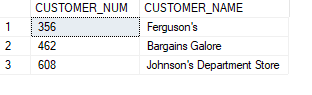 CUSTOMER_NUM CUSTOMER_NAME
1 356 Ferguson's
2 462 Bargains Galore
3 608 Johnson's Department Store